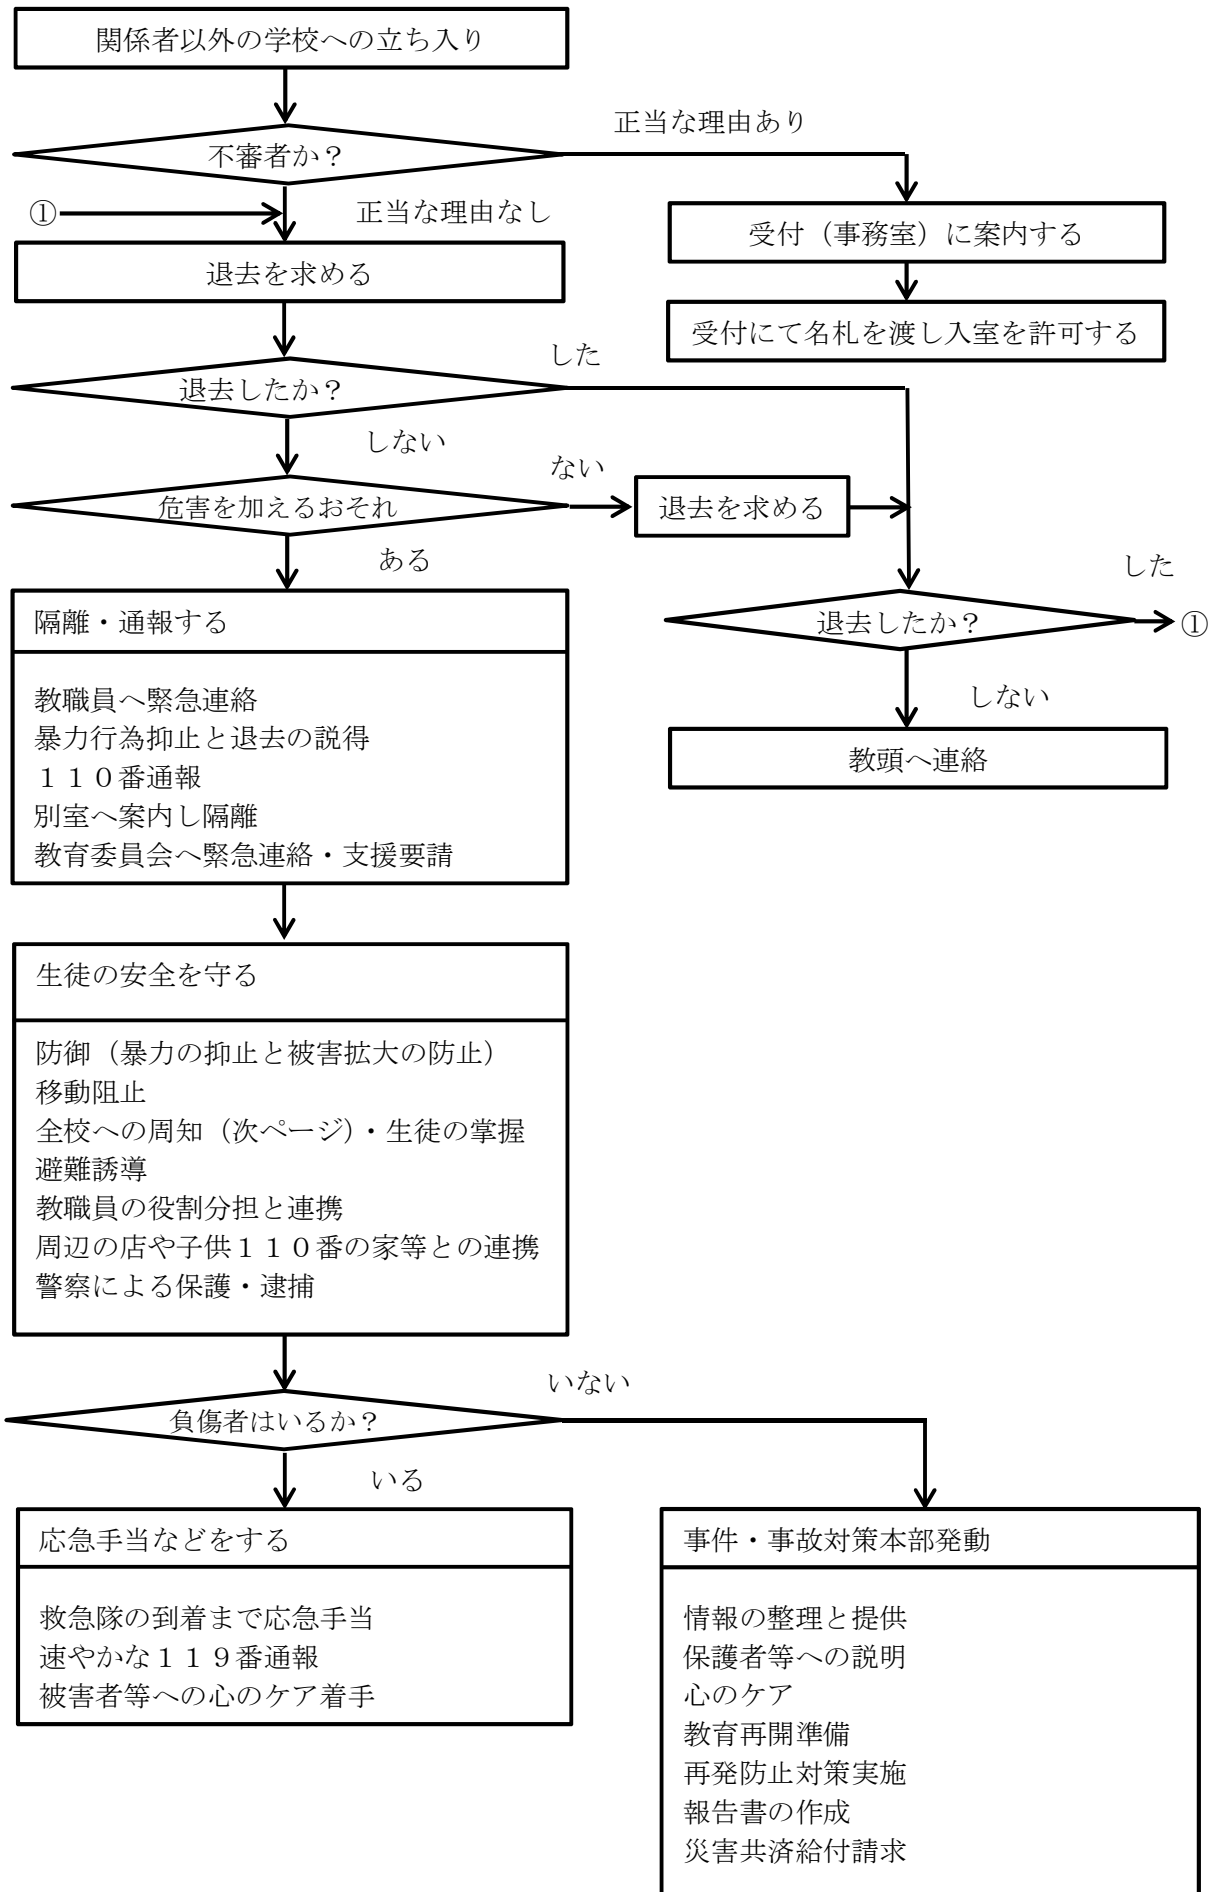 関係者以外の学校への立ち入り
正当な理由あり
不審者か？
①
正当な理由なし
受付（事務室）に案内する
退去を求める
受付にて名札を渡し入室を許可する
した
退去したか？
しない
ない
危害を加えるおそれ
退去を求める
ある
した
隔離・通報する
退去したか？
①
教職員へ緊急連絡
暴力行為抑止と退去の説得
１１０番通報
別室へ案内し隔離
教育委員会へ緊急連絡・支援要請
しない
教頭へ連絡
生徒の安全を守る
防御（暴力の抑止と被害拡大の防止）
移動阻止
全校への周知（次ページ）・生徒の掌握
避難誘導
教職員の役割分担と連携
周辺の店や子供１１０番の家等との連携
警察による保護・逮捕
いない
負傷者はいるか？
いる
応急手当などをする
救急隊の到着まで応急手当
速やかな１１９番通報
被害者等への心のケア着手
事件・事故対策本部発動
情報の整理と提供
保護者等への説明
心のケア
教育再開準備
再発防止対策実施
報告書の作成
災害共済給付請求